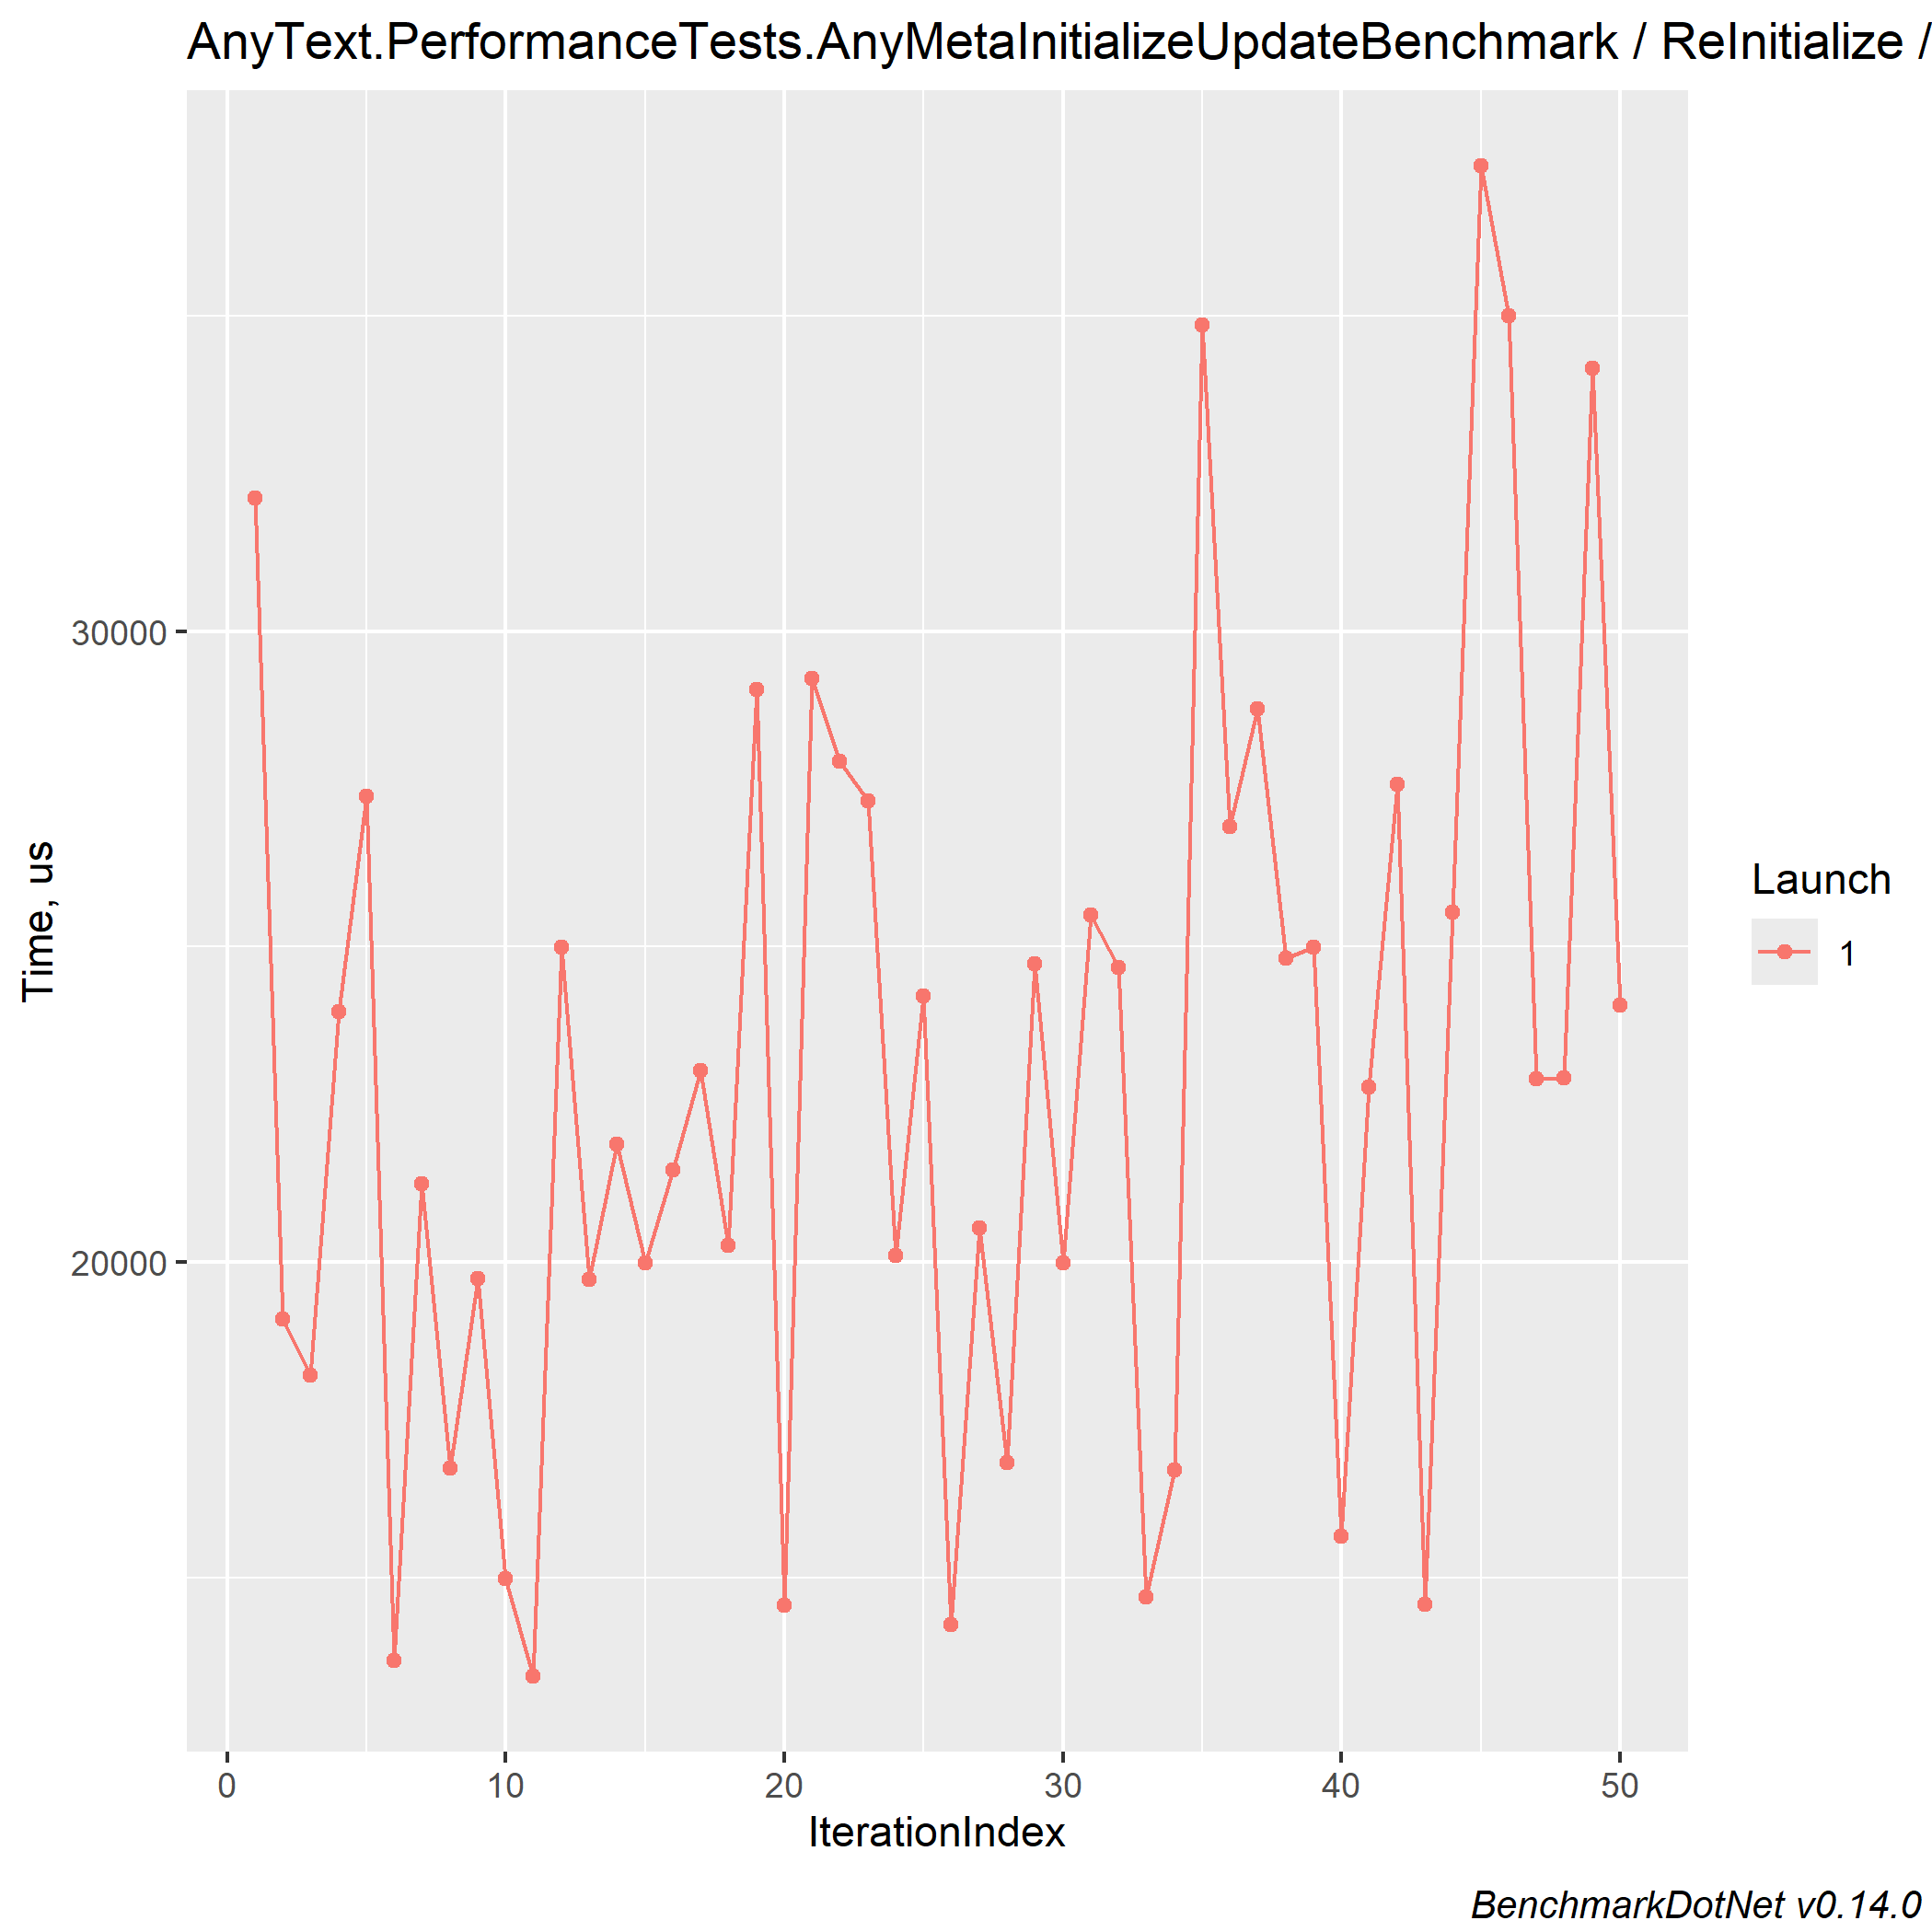 AnyText.PerformanceTests.AnyMetaInitializeUpdateBenchmark / ReInitialize /
30000
20000
Time, us
0 10 20 30 40 50
IterationIndex
Launch
1
BenchmarkDotNet v0.14.0